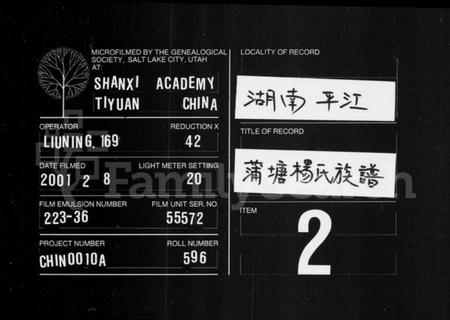 MICROFILMED BY THE GENEALOGICAL
SOCIETY, SALT LAKE CITY, UTAH
AT:
SHANXI ACADEMY
TIYUAN CHINA
OPERATOR REDUCTION X
LIUNING, 169 42
DATE FILMED LIGHT METER SETTING
2001 2 8 20
FILM EMULSION NUMBER FILM UNIT SER. NO.
223-36 55572
PROJECT NUMBER ROLL NUMBER
CHIN0010A 596
LOCALITY OF RECORD
湖南平江
TITLE OF RECORD
蒲塘楊氏族譜
ITEM
2
FamilySearch